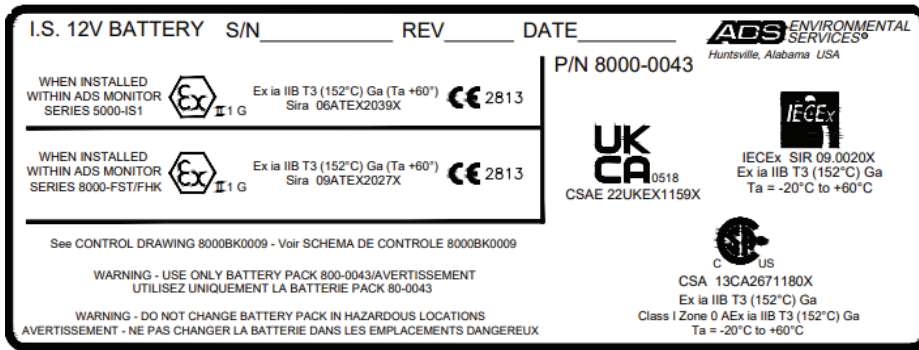 I.S. 12V BATTERY S/N__________ REV_____ DATE_______
ADS ENVIRONMENTAL SERVICES®
Huntsville, Alabama USA
P/N 8000-0043
WHEN INSTALLED
WITHIN ADS MONITOR
SERIES 5000-IS1
Ex II 1 G
Ex ia IIB T3 (152°C) Ga (Ta +60°)
Sira 06ATEX2039X
CE 2813
WHEN INSTALLED
WITHIN ADS MONITOR
SERIES 8000-FST/FHK
Ex II 1 G
Ex ia IIB T3 (152°C) Ga (Ta +60°)
Sira 09ATEX2027X
CE 2813
UK
CA 0518
CSAE 22UKEX1159X
IECEx
IECEx SIR 09.0020X
Ex ia IIB T3 (152°C) Ga
Ta = -20°C to +60°C
See CONTROL DRAWING 8000BK0009 - Voir SCHEMA DE CONTROLE 8000BK0009
WARNING - USE ONLY BATTERY PACK 800-0043/AVERTISSEMENT
UTILISEZ UNIQUEMENT LA BATTERIE PACK 80-0043
WARNING - DO NOT CHANGE BATTERY PACK IN HAZARDOUS LOCATIONS
AVERTISSEMENT - NE PAS CHANGER LA BATTERIE DANS LES EMPLACEMENTS DANGEREUX
SA
C US
CSA 13CA2671180X
Ex ia IIB T3 (152°C) Ga
Class I Zone 0 AEx ia IIB T3 (152°C) Ga
Ta = -20°C to +60°C